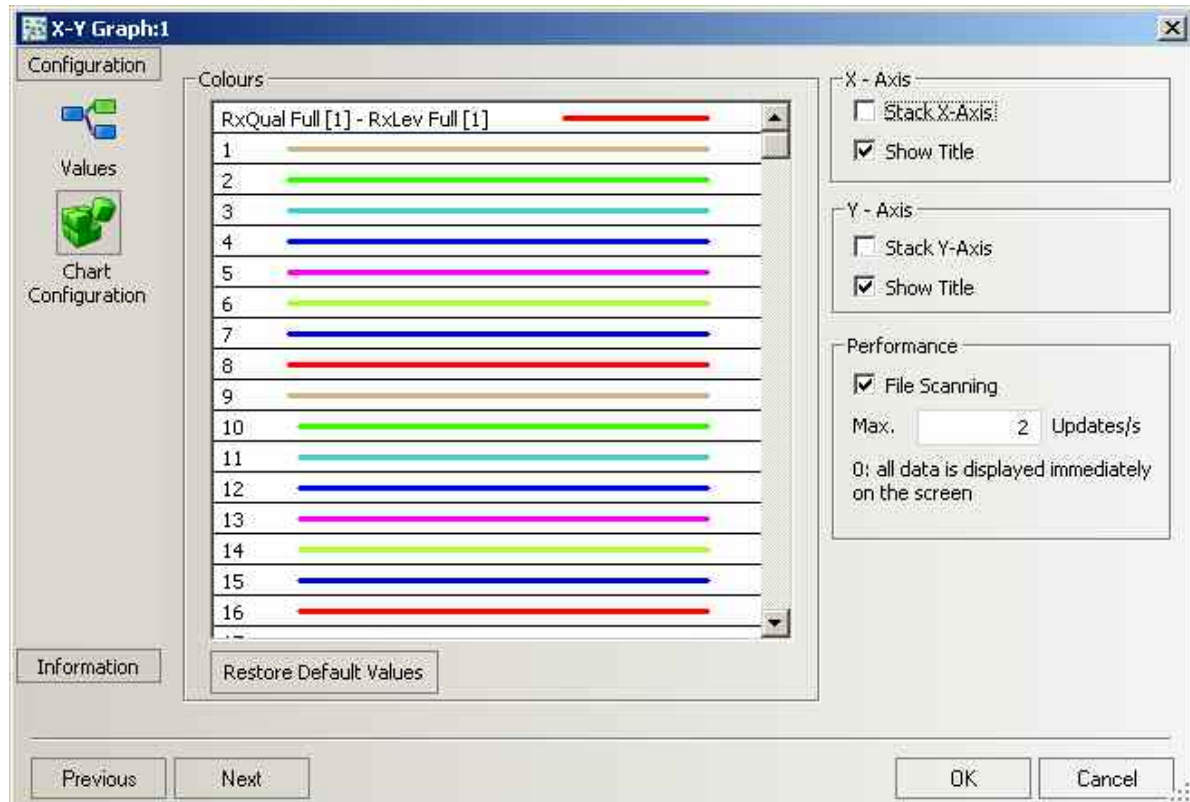 X-Y Graph:1
Configuration
Values
Chart
Configuration
Information
Colours
RxQual Full [1] - RxLev Full [1]
1
2
3
4
5
6
7
8
9
10
11
12
13
14
15
16
Restore Default Values
X - Axis
Stack X-Axis
Show Title
Y - Axis
Stack Y-Axis
Show Title
Performance
File Scanning
Max. 2 Updates/s
0: all data is displayed immediately
on the screen
Previous
Next
OK
Cancel